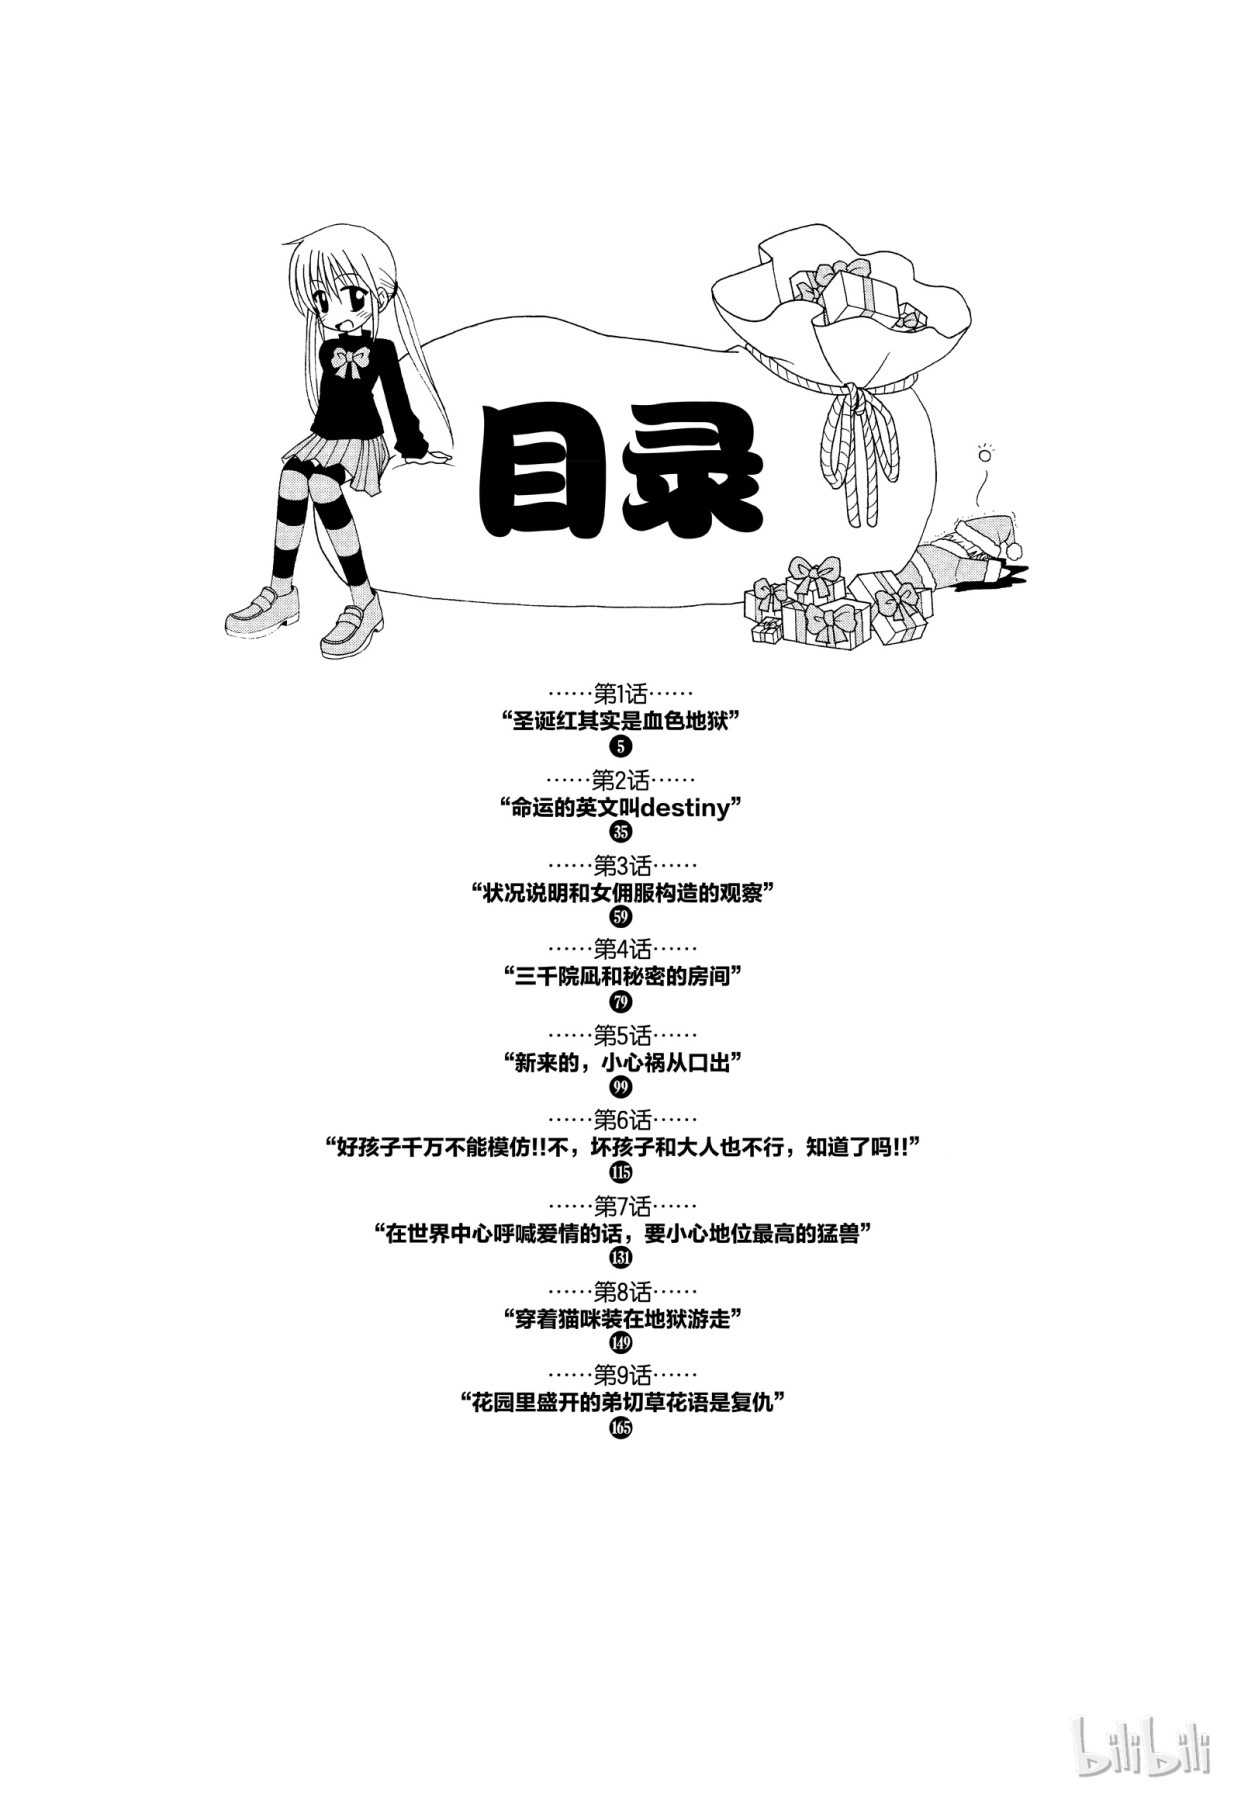 目录
……第1话……
“圣诞红其实是血色地狱”
5
……第2话……
“命运的英文叫destiny”
35
……第3话……
“状况说明和女佣服构造的观察”
59
……第4话……
“三千院凪和秘密的房间”
79
……第5话……
“新来的，小心祸从口出”
99
……第6话……
“好孩子千万不能模仿!!不，坏孩子和大人也不行，知道了吗!!”
115
……第7话……
“在世界中心呼喊爱情的话，要小心地位最高的猛兽”
131
……第8话……
“穿着猫咪装在地狱游走”
149
……第9话……
“花园里盛开的弟切草花语是复仇”
165
bilibili